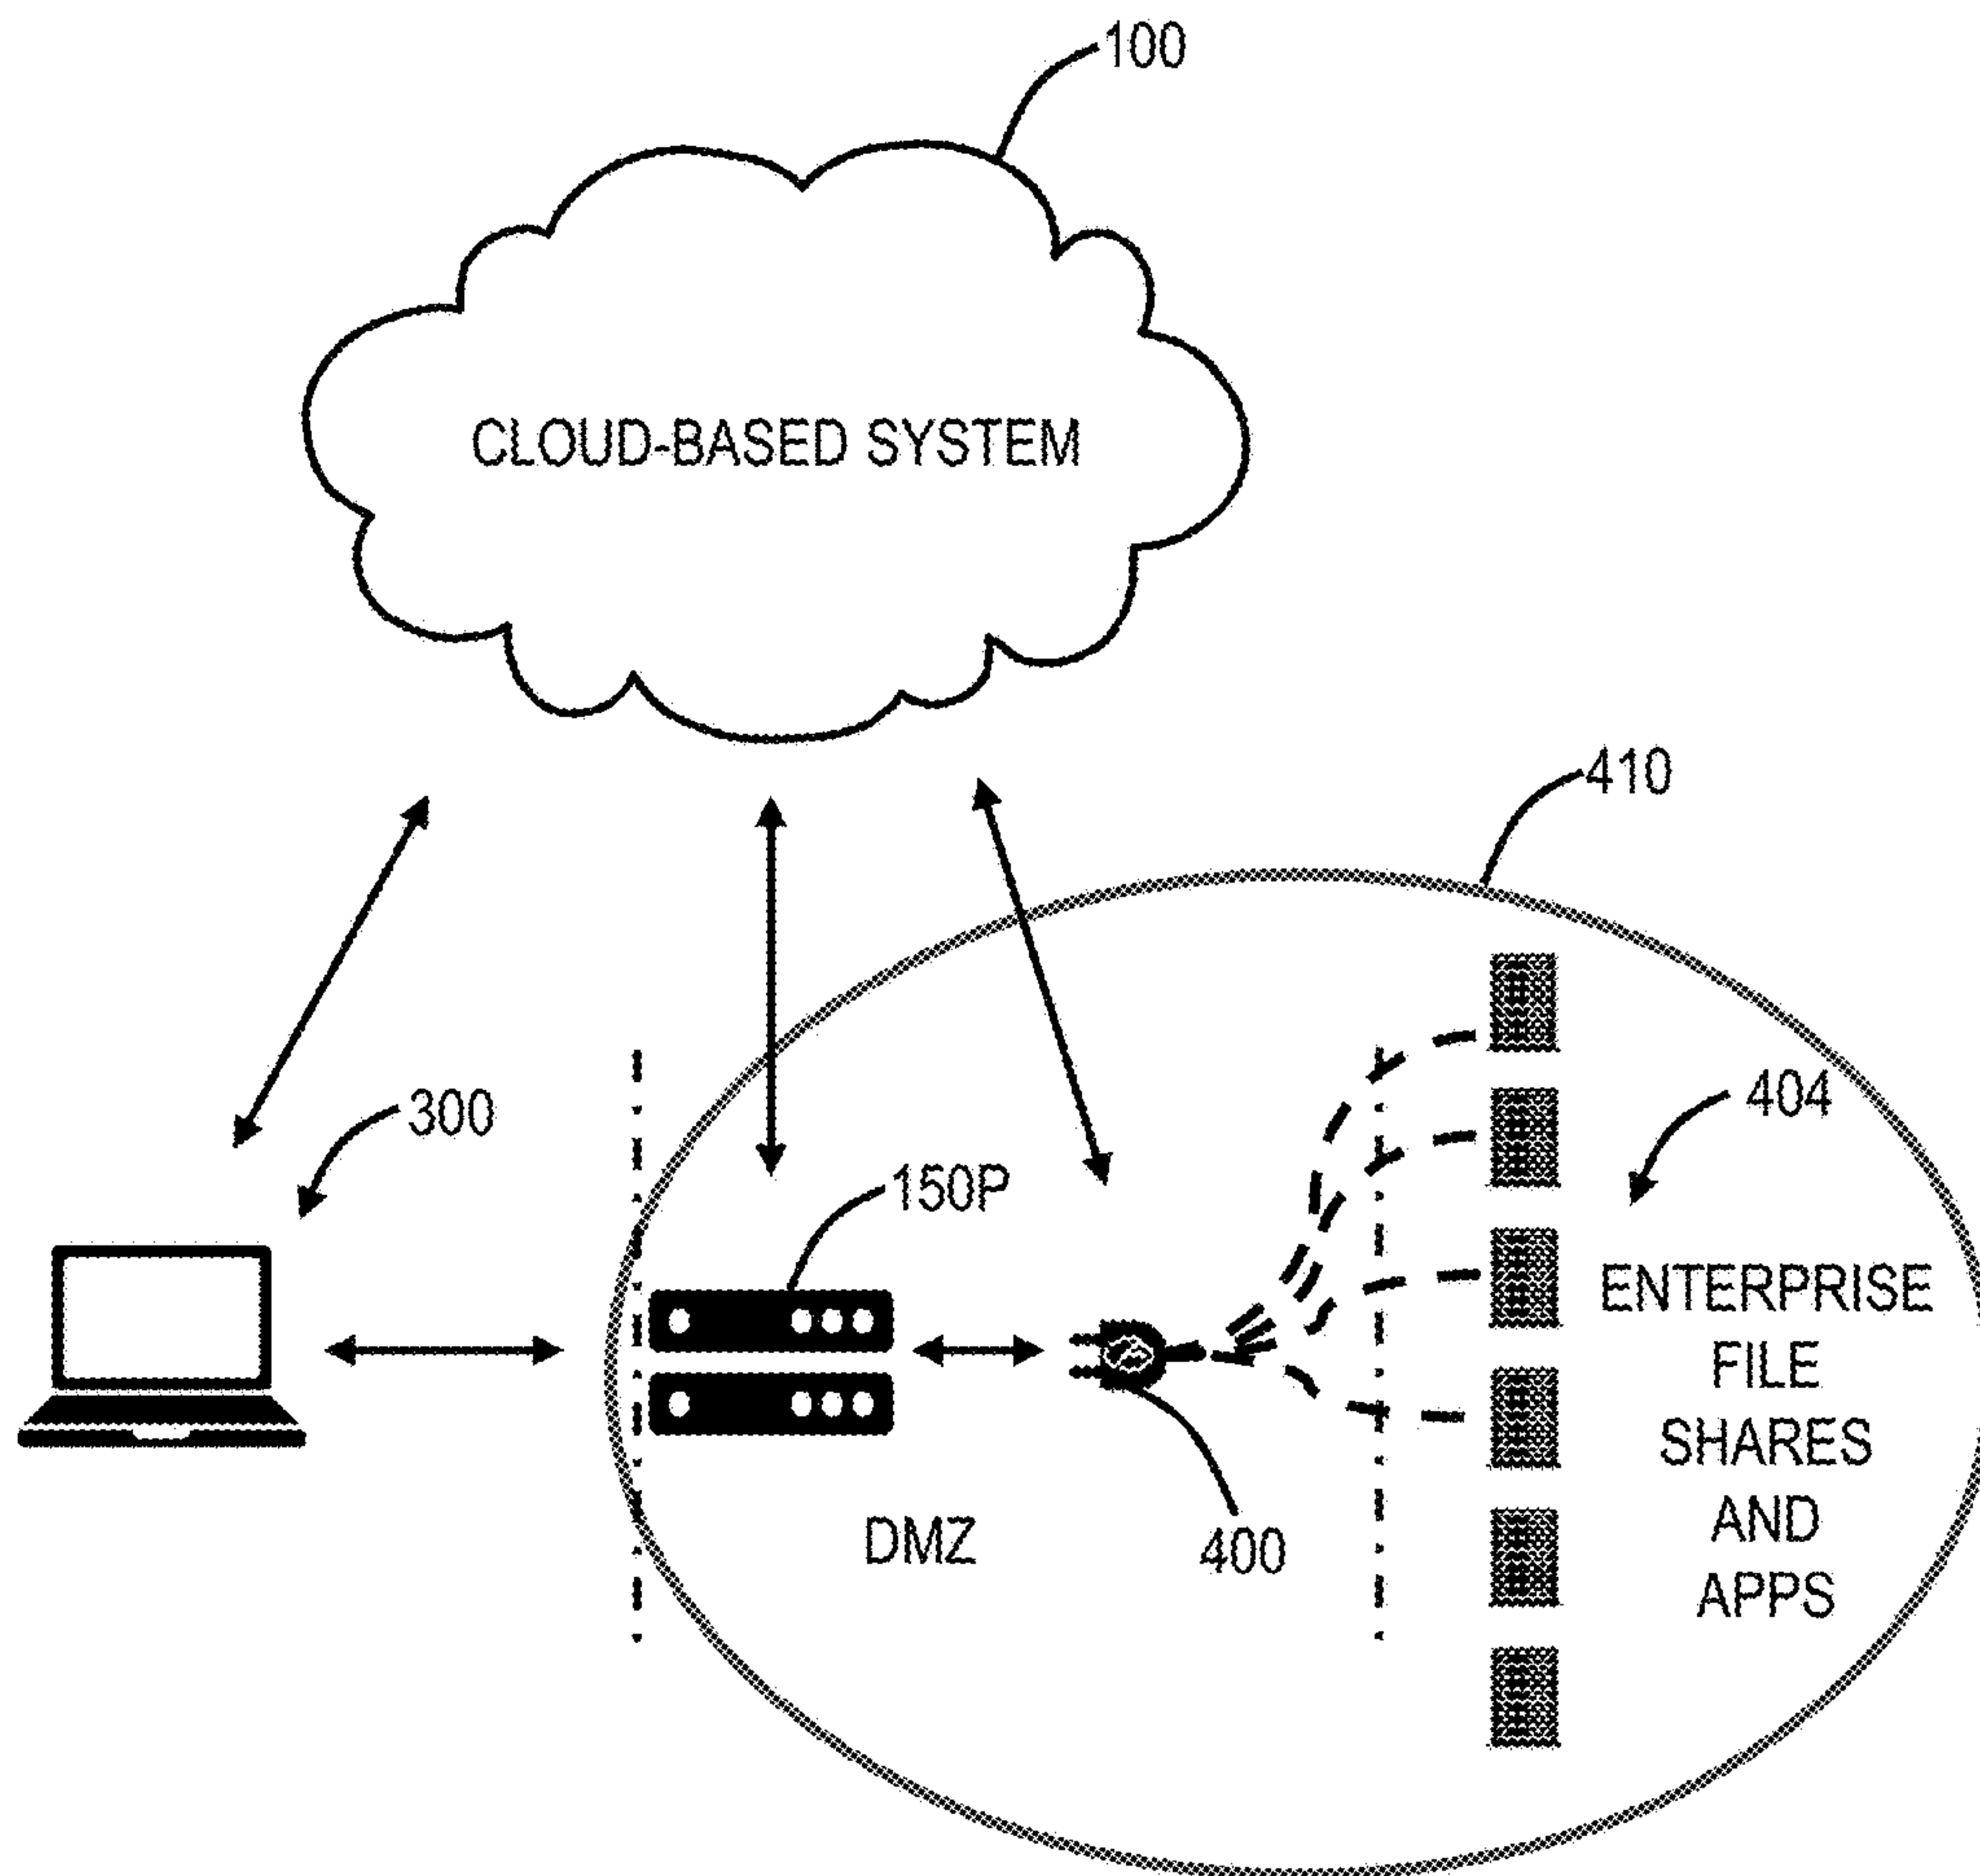 100
CLOUD-BASED SYSTEM
410
300
404
150P
ENTERPRISE
FILE
SHARES
AND
APPS
DMZ
400